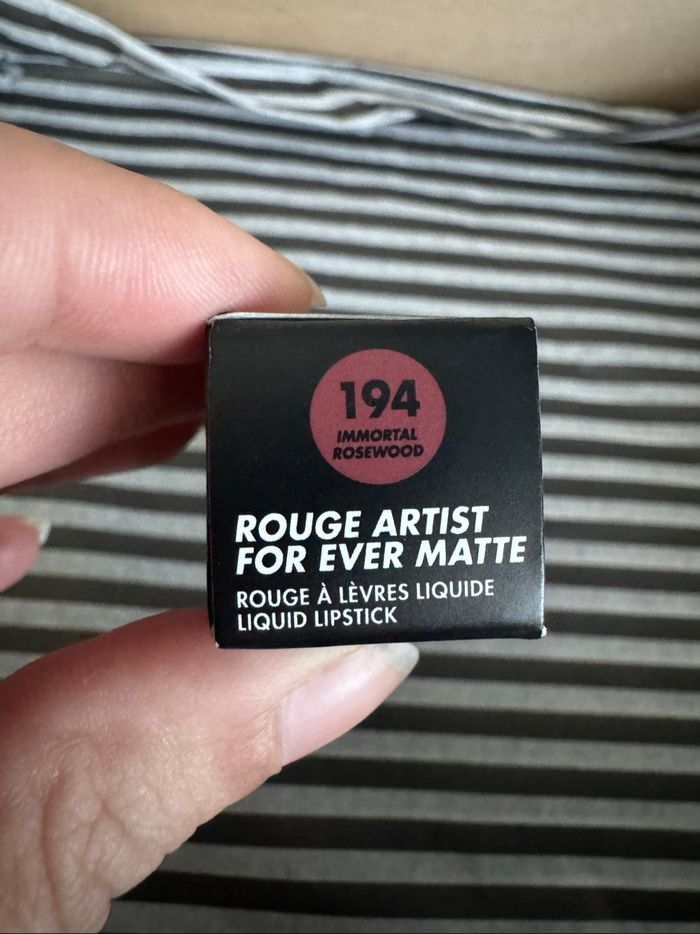 194
IMMORTAL
ROSEWOOD
ROUGE ARTIST
FOR EVER MATTE
ROUGE À LÈVRES LIQUIDE
LIQUID LIPSTICK